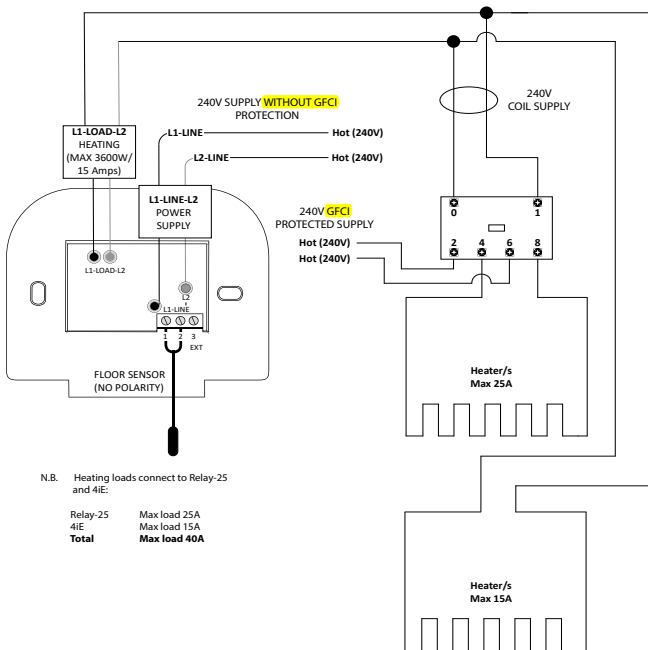 L1-LOAD-L2
HEATING
(MAX 3600W/
15 Amps)
240V SUPPLY WITHOUT GFCI
PROTECTION
L1-LINE
Hot (240V)
L2-LINE
Hot (240V)
L1-LINE-L2
POWER
SUPPLY
240V
COIL SUPPLY
240V GFCI
PROTECTED SUPPLY
Hot (240V)
Hot (240V)
0
1
2
4
6
8
L1-LOAD-L2
L2
L1-LINE
1
2
3
EXT
FLOOR SENSOR
(NO POLARITY)
Heater/s
Max 25A
N.B. Heating loads connect to Relay-25
and 4iE:
Relay-25 Max load 25A
4iE Max load 15A
Total Max load 40A
Heater/s
Max 15A